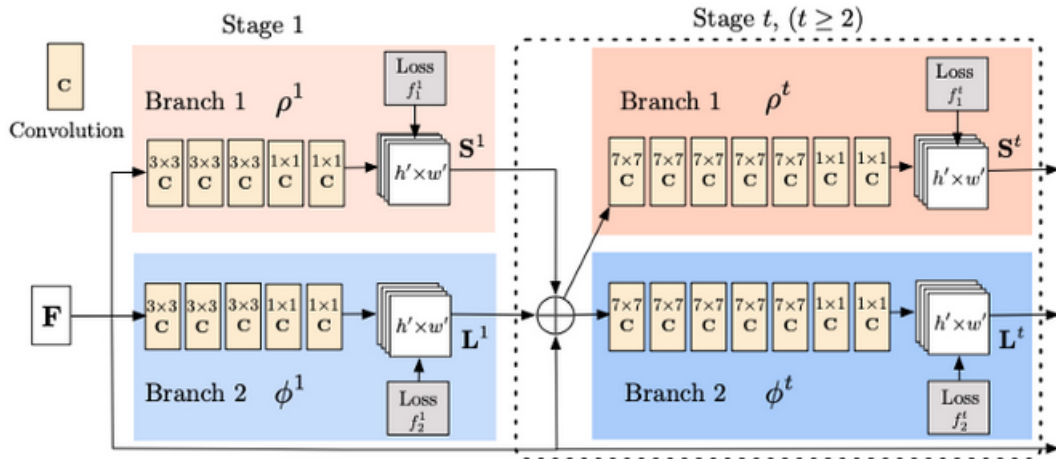 Stage 1
Stage t, (t ≥ 2)
C
Convolution
Branch 1 ρ¹
Loss
f₁¹
3×3 3×3 3×3 1×1 1×1
C C C C C
h′×w′
S¹
Branch 1 ρᵗ
Loss
f₁ᵗ
7×7 7×7 7×7 7×7 7×7 1×1 1×1
C C C C C C C
h′×w′
Sᵗ
F
3×3 3×3 3×3 1×1 1×1
C C C C C
h′×w′
L¹
Branch 2 ϕ¹
Loss
f₂¹
7×7 7×7 7×7 7×7 7×7 1×1 1×1
C C C C C C C
h′×w′
Lᵗ
Branch 2 ϕᵗ
Loss
f₂ᵗ